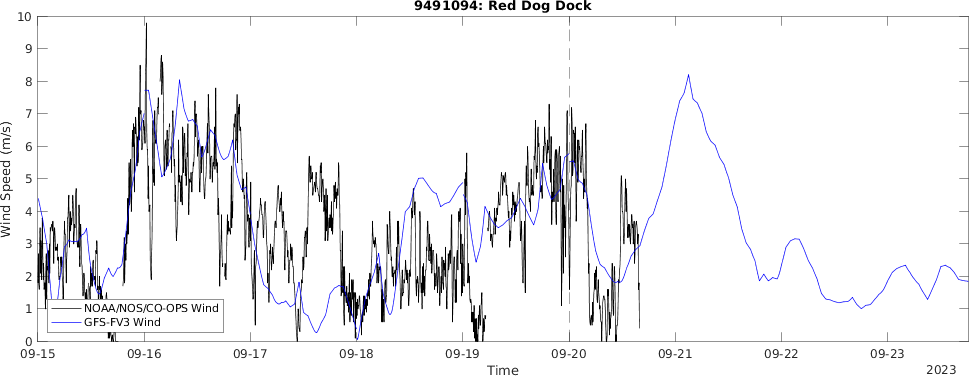 9491094: Red Dog Dock
Wind Speed (m/s)
10
9
8
7
6
5
4
3
2
1
0
NOAA/NOS/CO-OPS Wind
GFS-FV3 Wind
09-15 09-16 09-17 09-18 09-19 09-20 09-21 09-22 09-23
Time
2023